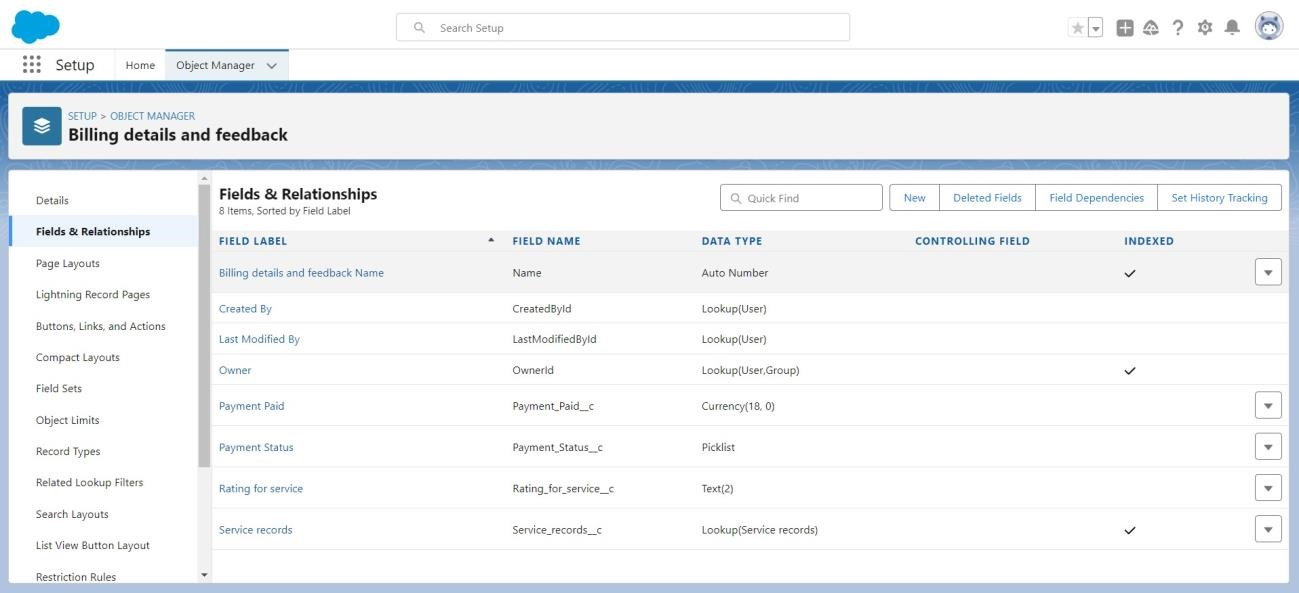 Search Setup
Setup Home Object Manager
SETUP > OBJECT MANAGER
Billing details and feedback
Details
Fields & Relationships
Page Layouts
Lightning Record Pages
Buttons, Links, and Actions
Compact Layouts
Field Sets
Object Limits
Record Types
Related Lookup Filters
Search Layouts
List View Button Layout
Restriction Rules
Fields & Relationships
8 Items, Sorted by Field Label
Quick Find New Deleted Fields Field Dependencies Set History Tracking
FIELD LABEL FIELD NAME DATA TYPE CONTROLLING FIELD INDEXED
Billing details and feedback Name Name Auto Number
Created By CreatedById Lookup(User)
Last Modified By LastModifiedById Lookup(User)
Owner OwnerId Lookup(User,Group)
Payment Paid Payment_Paid__c Currency(18, 0)
Payment Status Payment_Status__c Picklist
Rating for service Rating_for_service__c Text(2)
Service records Service_records__c Lookup(Service records)